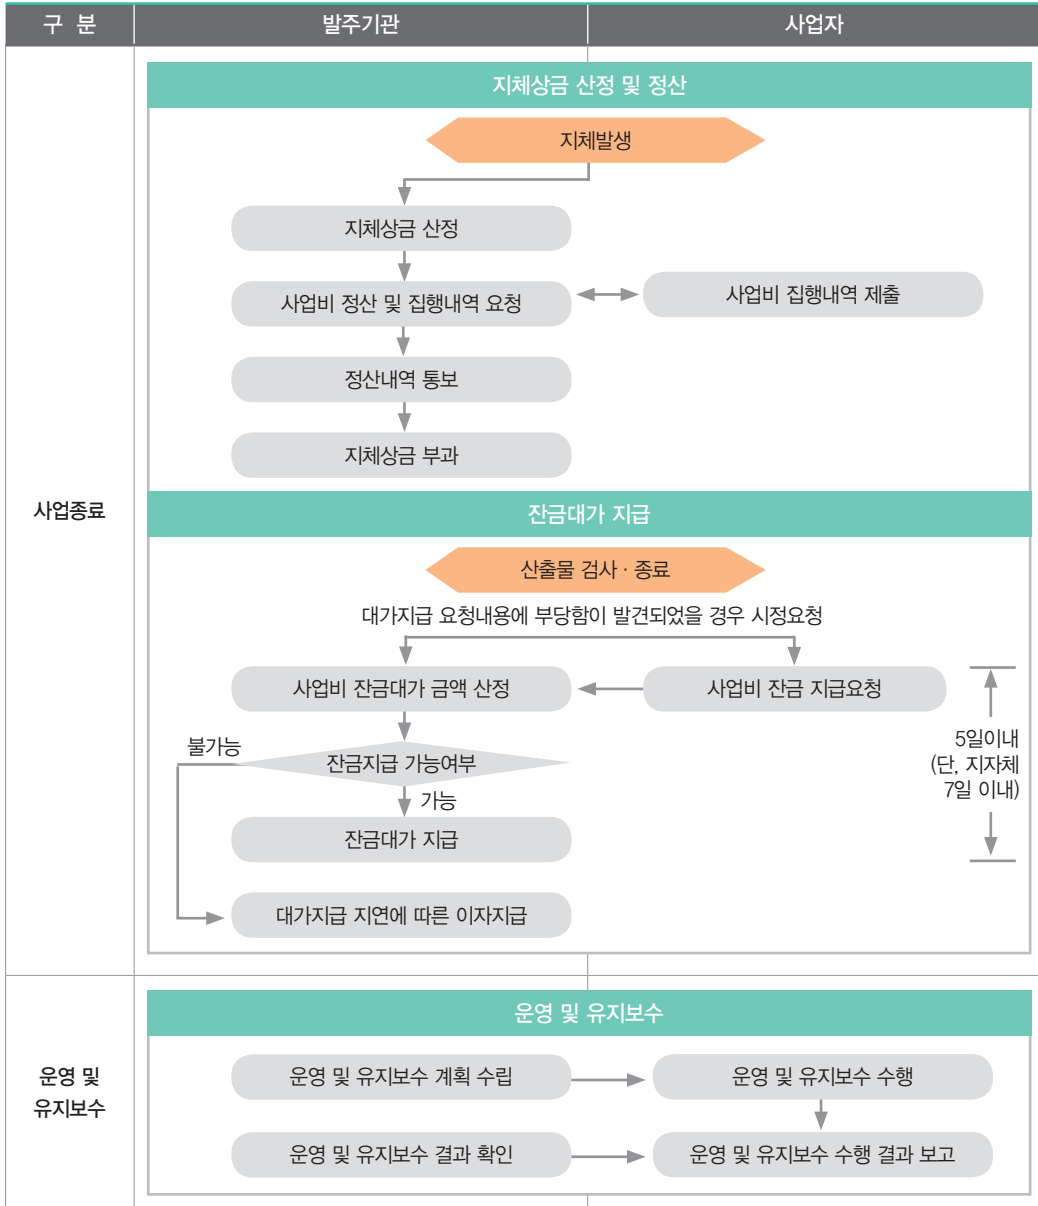 구 분
발주기관
사업자
지체상금 산정 및 정산
지체발생
지체상금 산정
사업비 정산 및 집행내역 요청
사업비 집행내역 제출
정산내역 통보
지체상금 부과
사업종료
잔금대가 지급
산출물 검사 · 종료
대가지급 요청내용에 부당함이 발견되었을 경우 시정요청
사업비 잔금대가 금액 산정
사업비 잔금 지급요청
불가능
잔금지급 가능여부
5일이내
(단, 지자체
7일 이내)
가능
잔금대가 지급
대가지급 지연에 따른 이자지급
운영 및 유지보수
운영 및
유지보수
운영 및 유지보수 계획 수립
운영 및 유지보수 수행
운영 및 유지보수 결과 확인
운영 및 유지보수 수행 결과 보고